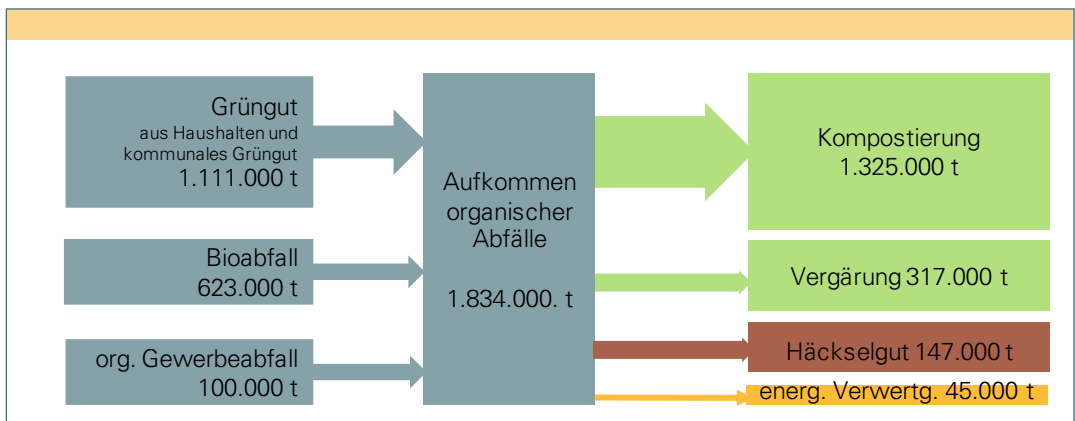 Grüngut
aus Haushalten und
kommunales Grüngut
1.111.000 t
Bioabfall
623.000 t
org. Gewerbeabfall
100.000 t
Aufkommen
organischer
Abfälle
1.834.000. t
Kompostierung
1.325.000 t
Vergärung 317.000 t
Häckselgut 147.000 t
energ. Verwertg. 45.000 t